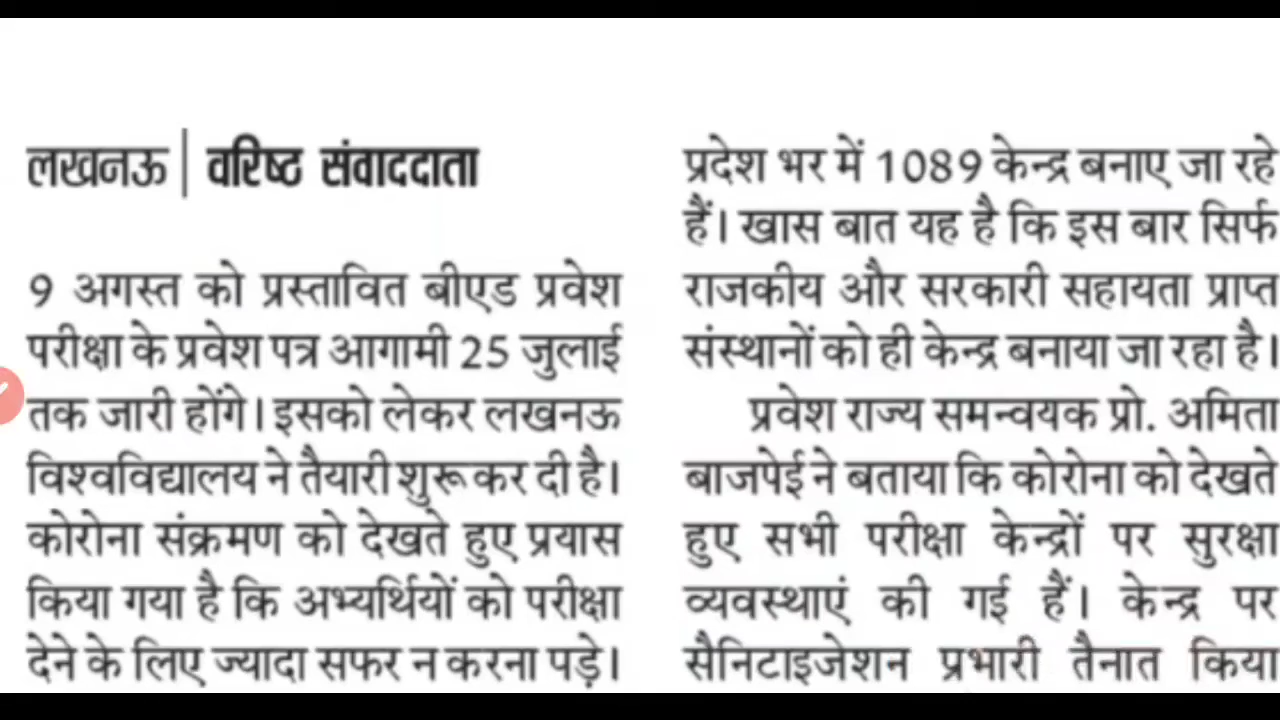 लखनऊ | वरिष्ठ संवाददाता
9 अगस्त को प्रस्तावित बीएड प्रवेश
परीक्षा के प्रवेश पत्र आगामी 25 जुलाई
तक जारी होंगे। इसको लेकर लखनऊ
विश्वविद्यालय ने तैयारी शुरू कर दी है।
कोरोना संक्रमण को देखते हुए प्रयास
किया गया है कि अभ्यर्थियों को परीक्षा
देने के लिए ज्यादा सफर न करना पड़े।
प्रदेश भर में 1089 केन्द्र बनाए जा रहे
हैं। खास बात यह है कि इस बार सिर्फ
राजकीय और सरकारी सहायता प्राप्त
संस्थानों को ही केन्द्र बनाया जा रहा है।
प्रवेश राज्य समन्वयक प्रो. अमिता
बाजपेई ने बताया कि कोरोना को देखते
हुए सभी परीक्षा केन्द्रों पर सुरक्षा
व्यवस्थाएं की गई हैं। केन्द्र पर
सैनिटाइजेशन प्रभारी तैनात किया